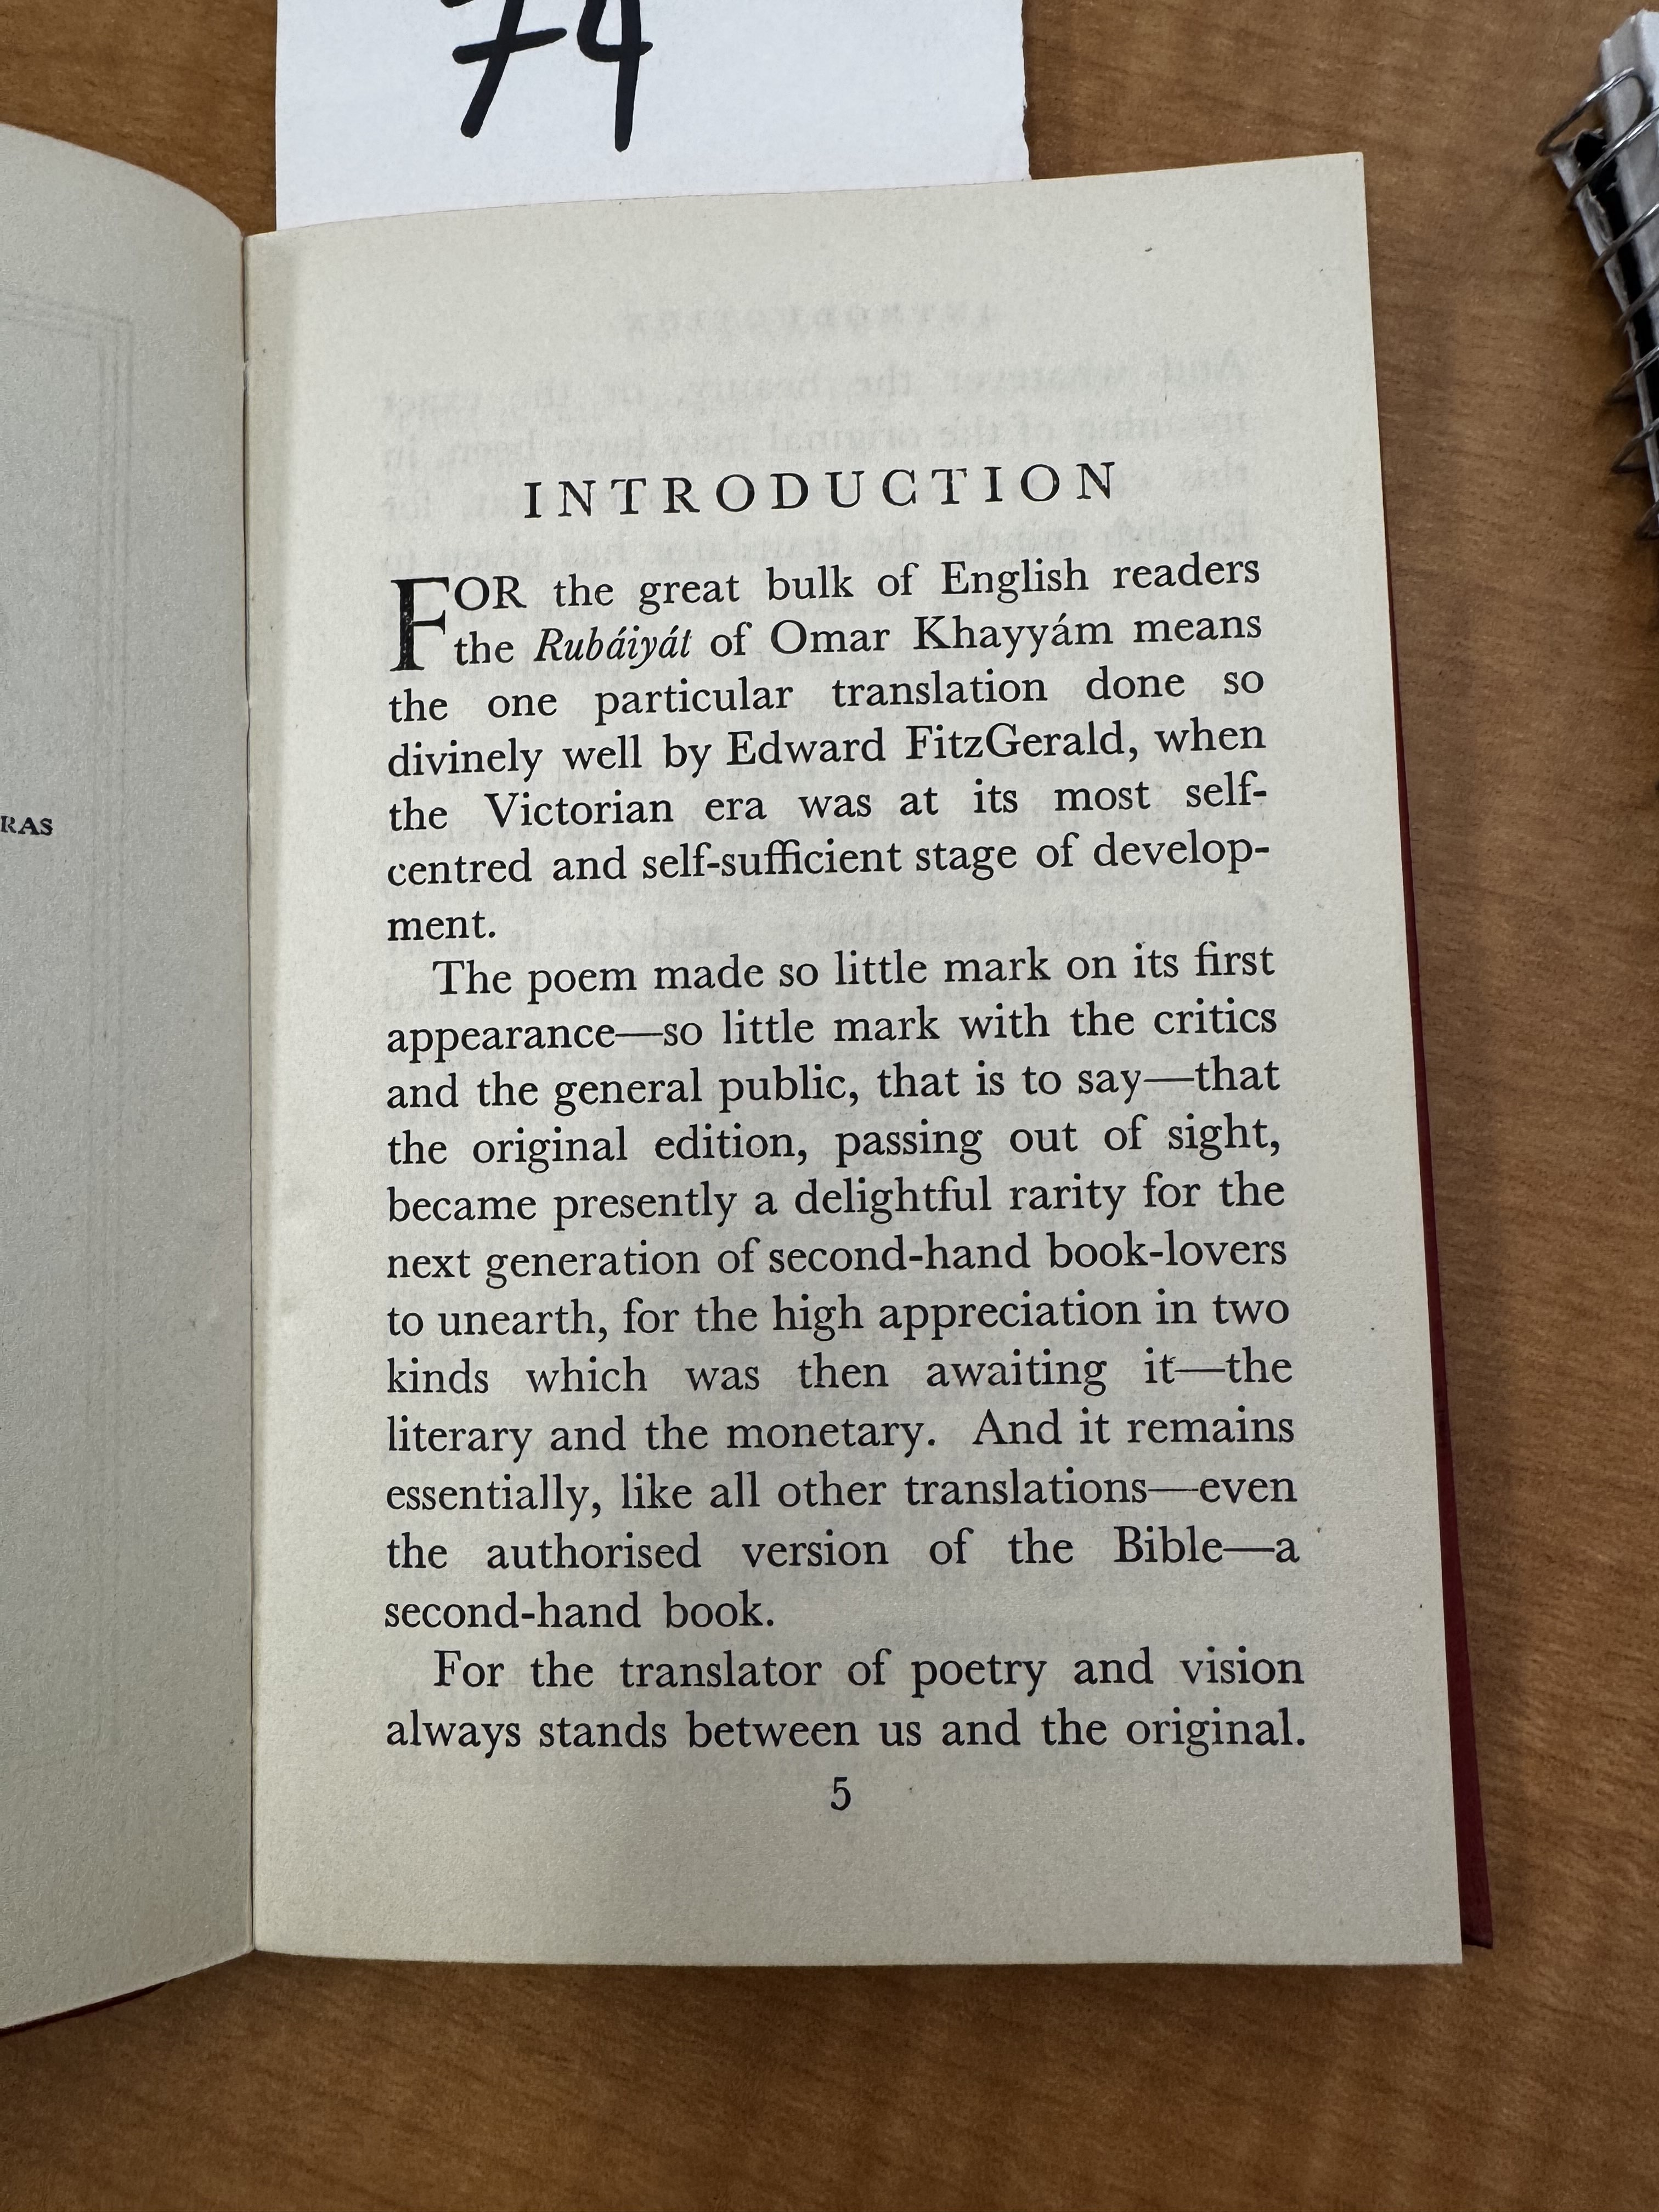 74
RAS
INTRODUCTION
FOR the great bulk of English readers
the Rubáiyát of Omar Khayyám means
the one particular translation done so
divinely well by Edward FitzGerald, when
the Victorian era was at its most self-
centred and self-sufficient stage of develop-
ment.
The poem made so little mark on its first
appearance—so little mark with the critics
and the general public, that is to say—that
the original edition, passing out of sight,
became presently a delightful rarity for the
next generation of second-hand book-lovers
to unearth, for the high appreciation in two
kinds which was then awaiting it—the
literary and the monetary. And it remains
essentially, like all other translations—even
the authorised version of the Bible—a
second-hand book.
For the translator of poetry and vision
always stands between us and the original.
5